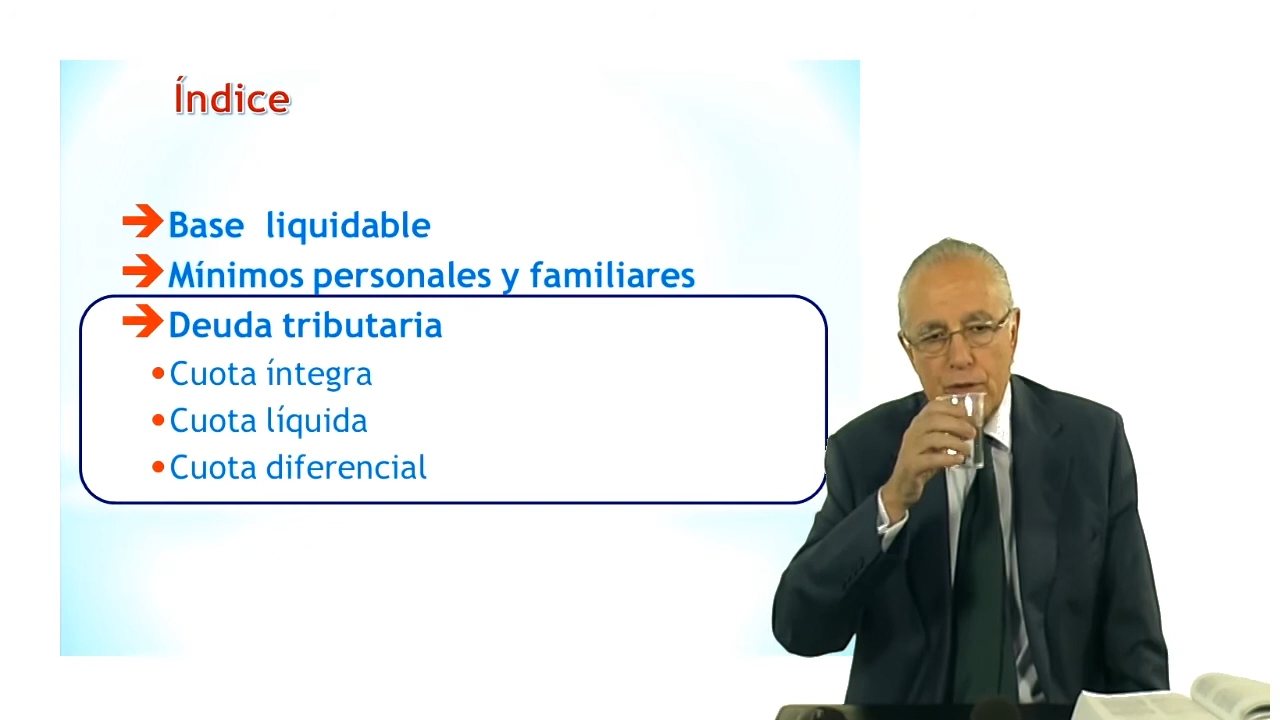 Índice
Base liquidable
Mínimos personales y familiares
Deuda tributaria
Cuota íntegra
Cuota líquida
Cuota diferencial